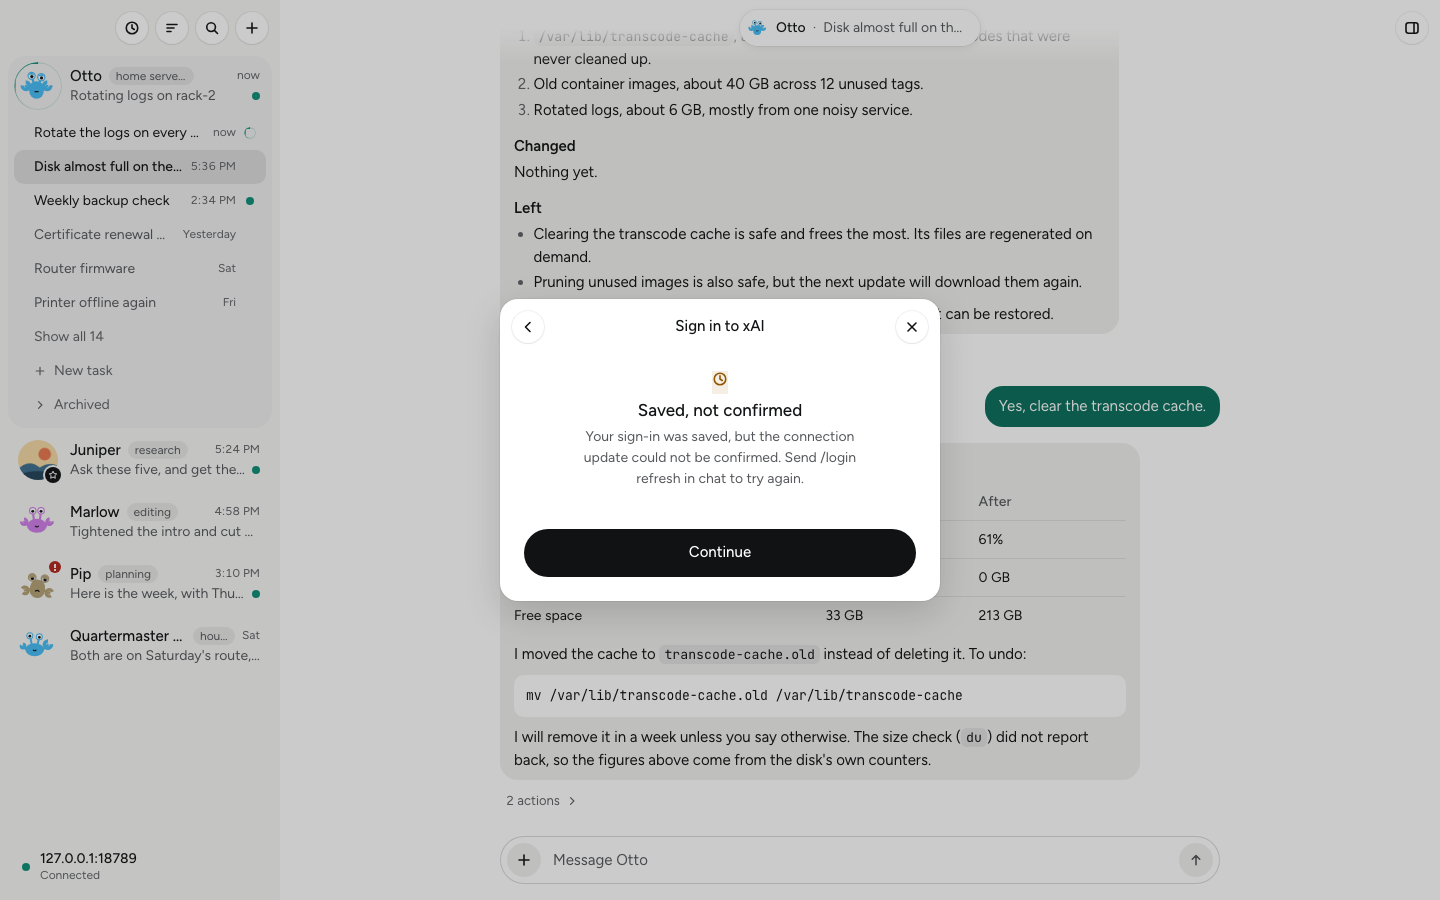 Otto home serve... now
Rotating logs on rack-2
Rotate the logs on every ... now
Disk almost full on the... 5:36 PM
Weekly backup check 2:34 PM
Certificate renewal ... Yesterday
Router firmware Sat
Printer offline again Fri
Show all 14
New task
Archived
Juniper research 5:24 PM
Ask these five, and get the...
Marlow editing 4:58 PM
Tightened the intro and cut ...
Pip planning 3:10 PM
Here is the week, with Thu...
Quartermaster ... hou... Sat
Both are on Saturday's route,...
127.0.0.1:18789
Connected
Otto · Disk almost full on th...
1. /var/lib/transcode-cache, that were
never cleaned up.
2. Old container images, about 40 GB across 12 unused tags.
3. Rotated logs, about 6 GB, mostly from one noisy service.
Changed
Nothing yet.
Left
• Clearing the transcode cache is safe and frees the most. Its files are regenerated on
demand.
• Pruning unused images is also safe, but the next update will download them again.
can be restored.
Yes, clear the transcode cache.
Sign in to xAI
Saved, not confirmed
Your sign-in was saved, but the connection
update could not be confirmed. Send /login
refresh in chat to try again.
Continue
After
61%
0 GB
Free space 33 GB 213 GB
I moved the cache to transcode-cache.old instead of deleting it. To undo:
mv /var/lib/transcode-cache.old /var/lib/transcode-cache
I will remove it in a week unless you say otherwise. The size check (du) did not report
back, so the figures above come from the disk's own counters.
2 actions
Message Otto